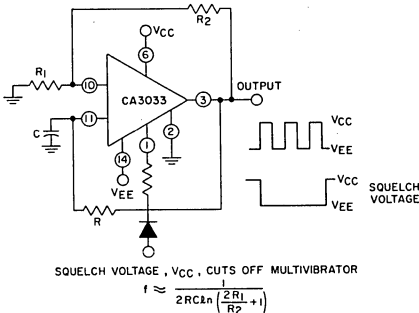 R2
VCC
6
R1
10
CA3033
3
OUTPUT
C
11
14
1
2
VEE
R
VCC
VEE
VCC
VEE
SQUELCH
VOLTAGE
SQUELCH VOLTAGE, VCC, CUTS OFF MULTIVIBRATOR
f ≈ 1 / 2RCℓn (2R1/R2 + 1)